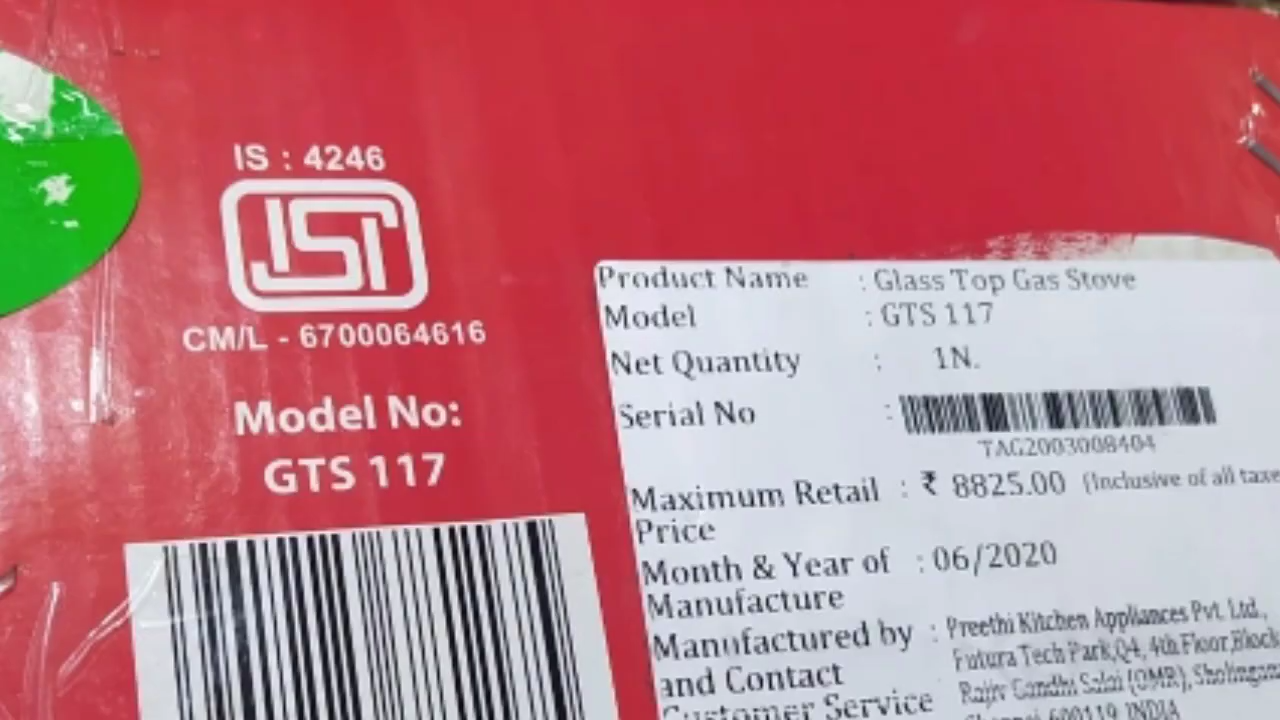 IS : 4246
ISI
CM/L - 6700064616
Model No:
GTS 117
Product Name : Glass Top Gas Stove
Model : GTS 117
Net Quantity : 1N.
Serial No :
TAG2003008404
Maximum Retail Price : ₹ 8825.00 (Inclusive of all taxe
Month & Year of Manufacture : 06/2020
Manufactured by and Contact : Preethi Kitchen Appliances Pvt. Ltd.,
Futura Tech Park,Q4, 4th Floor,Block
Customer Service Rajiv Gandhi Salai (OMR), Sholingan
Chennai 600119, INDIA